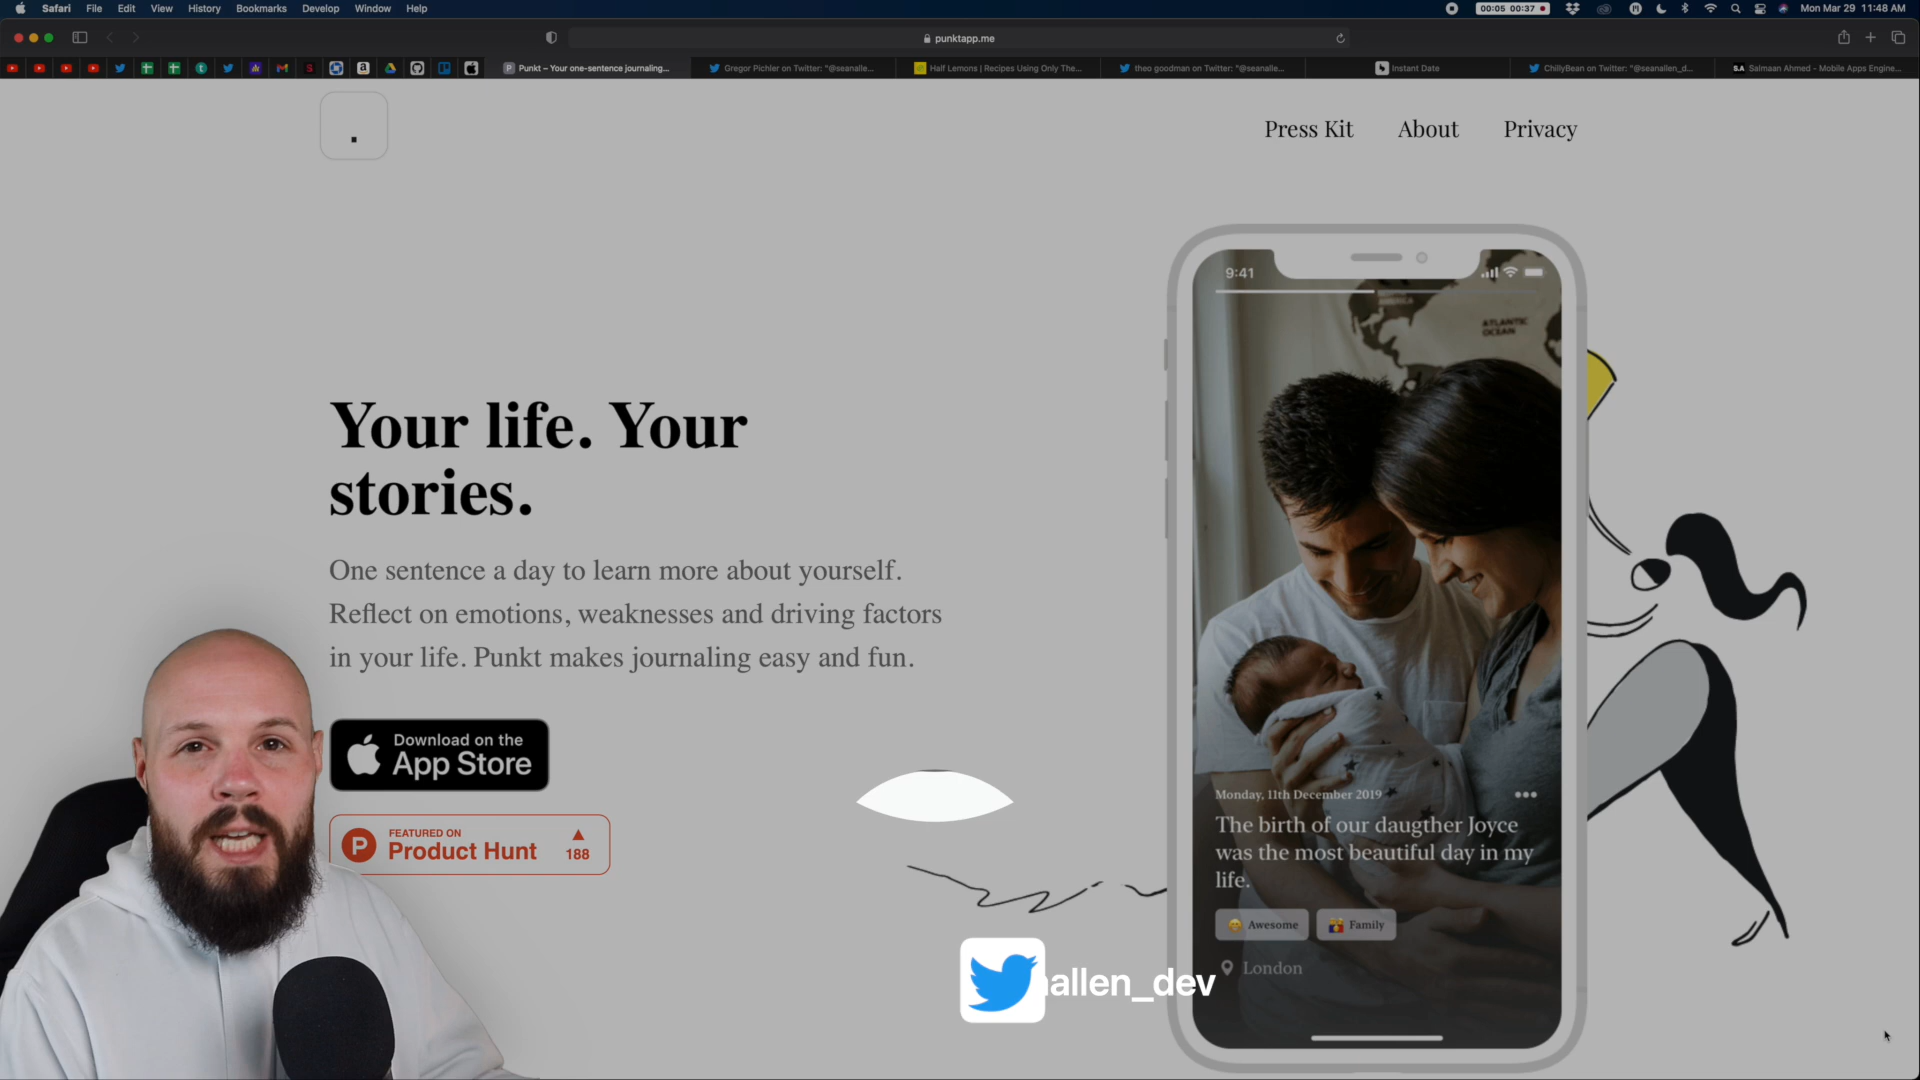 Safari File Edit View History Bookmarks Develop Window Help
00:05 00:37
Mon Mar 29 11:48 AM
punktapp.me
Punkt – Your one-sentence journaling...
Gregor Pichler on Twitter: "@seanalle...
Half Lemons | Recipes Using Only The...
theo goodman on Twitter: "@seanalle...
Instant Date
ChillyBean on Twitter: "@seanallen_d...
S.A Salmaan Ahmed - Mobile Apps Engine...
Press Kit About Privacy
Your life. Your
stories.
One sentence a day to learn more about yourself.
Reflect on emotions, weaknesses and driving factors
in your life. Punkt makes journaling easy and fun.
Download on the
App Store
FEATURED ON
Product Hunt
188
9:41
ATLANTIC
OCEAN
Monday, 11th December 2019
The birth of our daugther Joyce
was the most beautiful day in my
life.
Awesome
Family
London
allen_dev